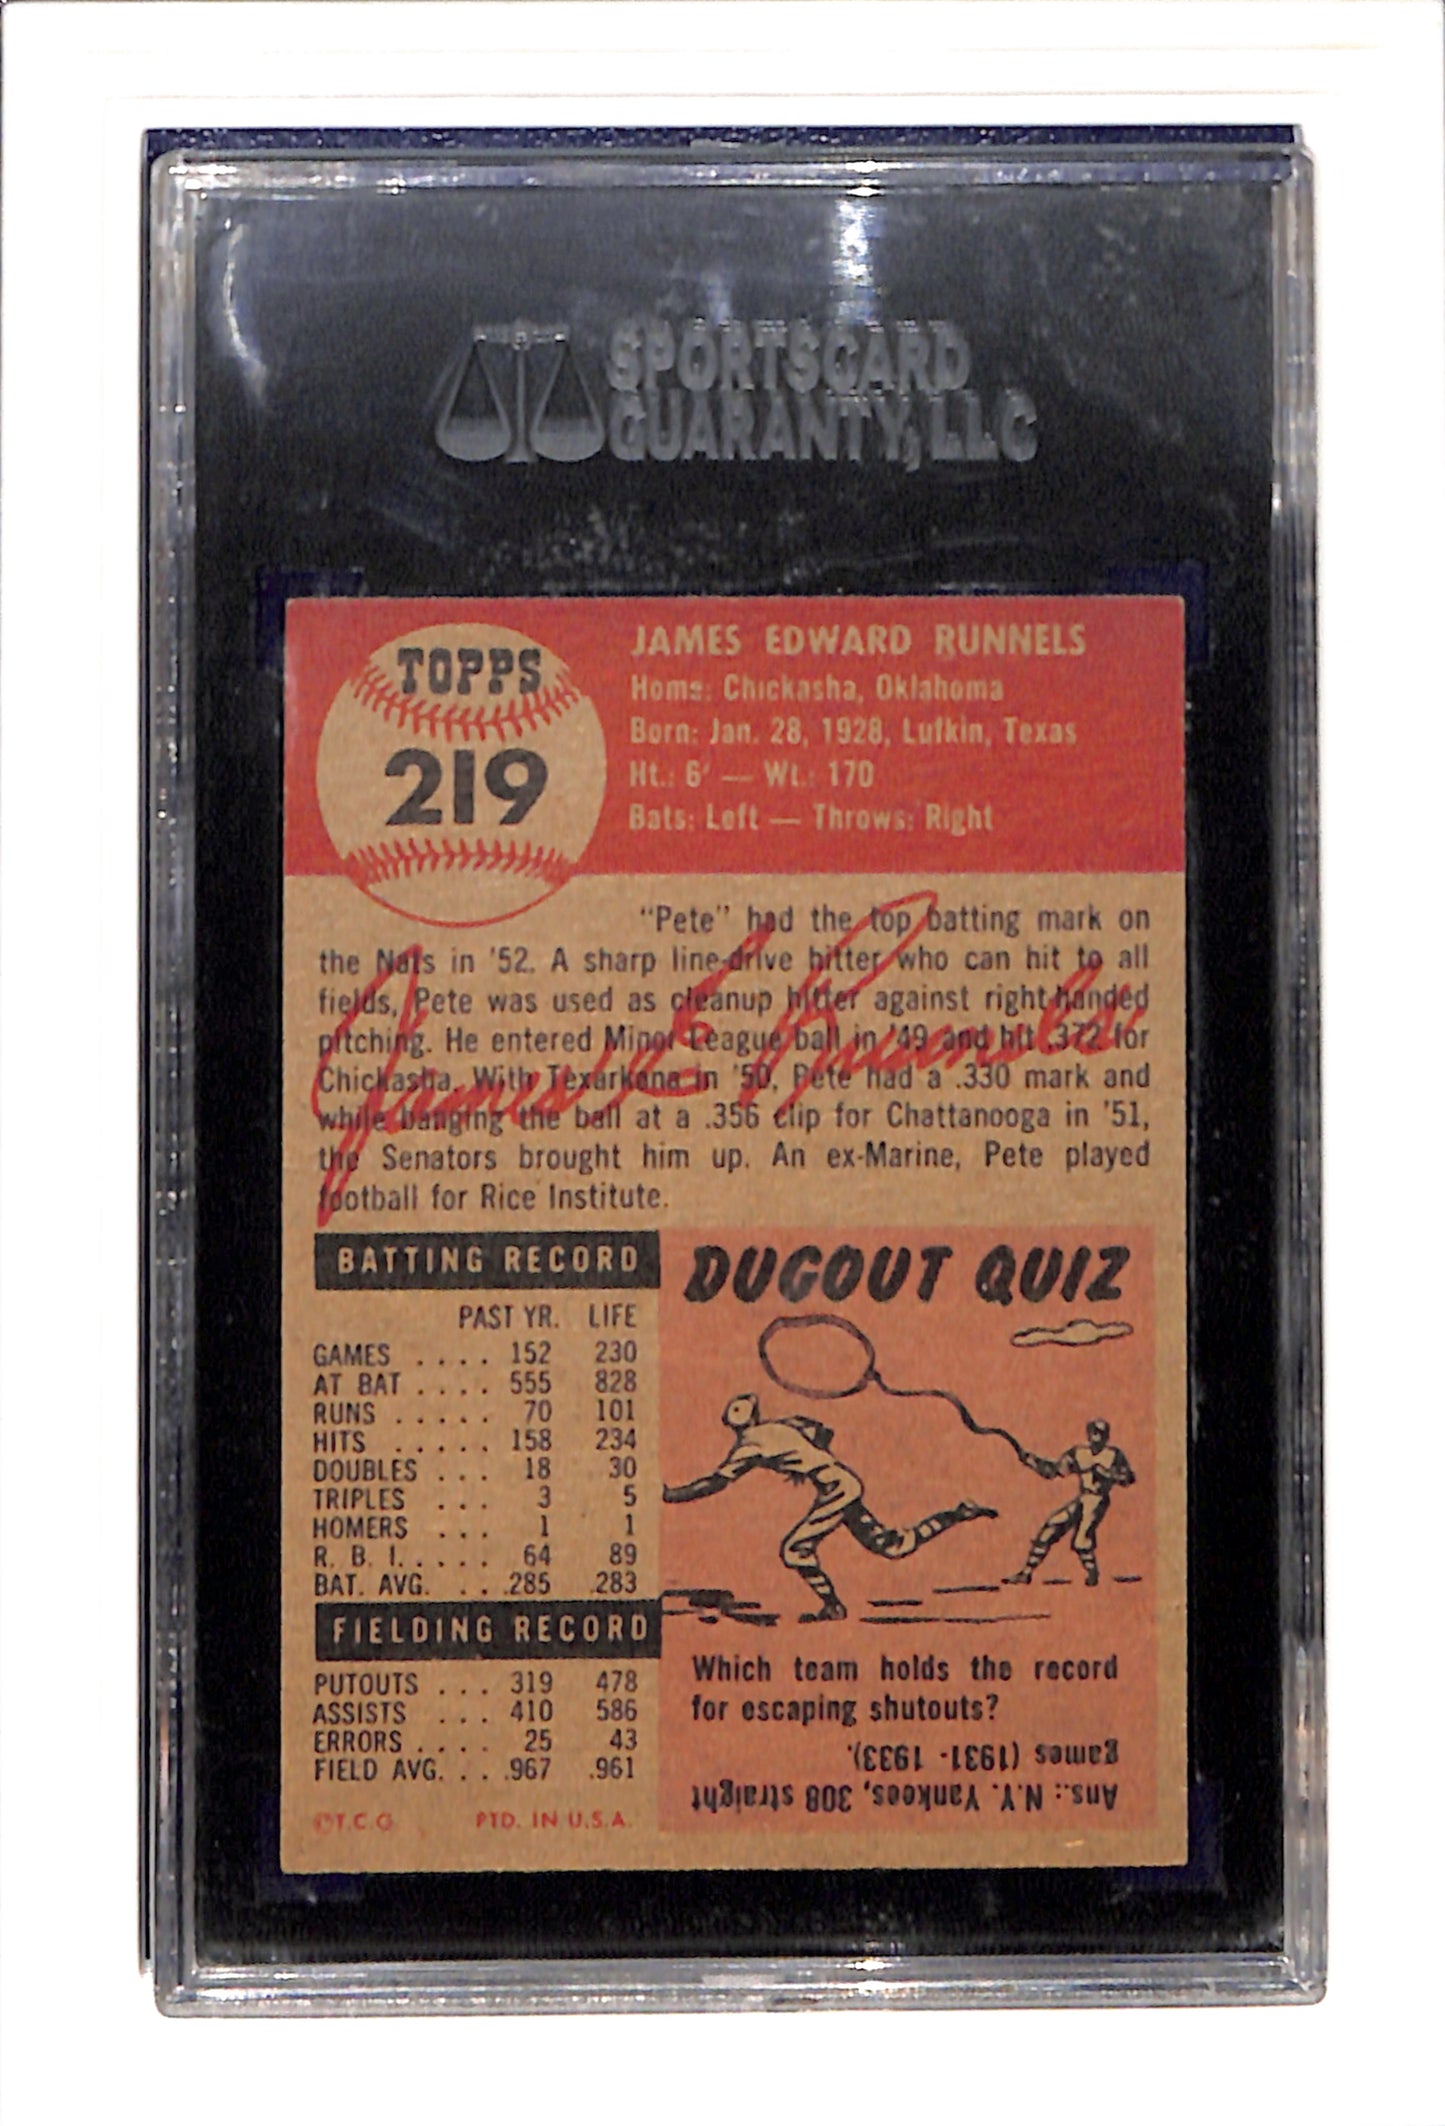 SPORTSCARD
GUARANTY, LLC
TOPPS
219
JAMES EDWARD RUNNELS
Home: Chickasha, Oklahoma
Born: Jan. 28, 1928, Lufkin, Texas
Ht.: 6' — Wt.: 170
Bats: Left — Throws: Right
"Pete" had the top batting mark on
the Nats in '52. A sharp line-drive hitter who can hit to all
fields, Pete was used as cleanup hitter against right-handed
pitching. He entered Minor League ball in '49 and hit .372 for
Chickasha. With Texarkana in '50, Pete had a .330 mark and
while banging the ball at a .356 clip for Chattanooga in '51,
the Senators brought him up. An ex-Marine, Pete played
football for Rice Institute.
James E Runnels
BATTING RECORD
PAST YR. LIFE
GAMES . . . . 152 230
AT BAT . . . . 555 828
RUNS . . . . . 70 101
HITS . . . . . 158 234
DOUBLES . . . 18 30
TRIPLES . . . 3 5
HOMERS . . . 1 1
R. B. I. . . . . 64 89
BAT. AVG. . . .285 .283
FIELDING RECORD
PUTOUTS . . . 319 478
ASSISTS . . . 410 586
ERRORS . . . . 25 43
FIELD AVG. . . .967 .961
©T.C.G PTD. IN U.S.A.
DUGOUT QUIZ
Which team holds the record
for escaping shutouts?
Ans.: N.Y. Yankees, 308 straight
games (1931-1933).